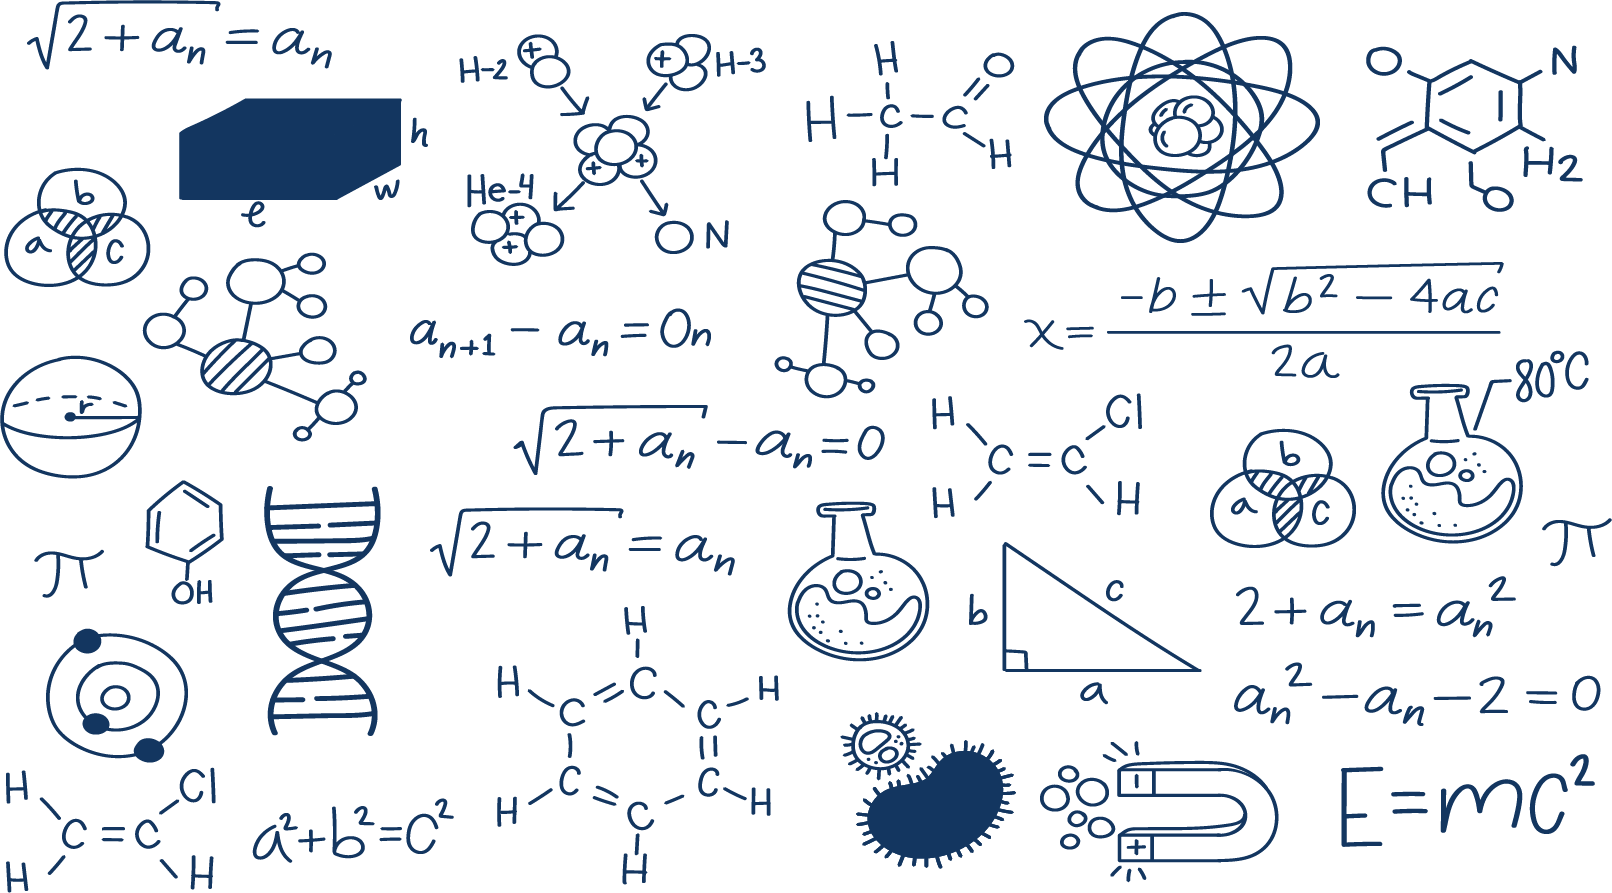 √2 + aₙ = aₙ
H-2 + + H-3
+ +
He-4
+
+
N
H
H C C O
H H
O N
CH H2
O
h
w
e
b
a c
aₙ₊₁ − aₙ = 0n
x = -b ± √b² − 4ac
2a
80°C
r
√2 + aₙ − aₙ = 0
H Cl
C = C
H H
b
a c
π
OH
√2 + aₙ = aₙ
b c
a
π
2 + aₙ = aₙ²
aₙ² − aₙ − 2 = 0
H
H C H
C C
C C
H C H
H
H Cl
C = C
H H
a²+b²=C²
−
+
E=mC²